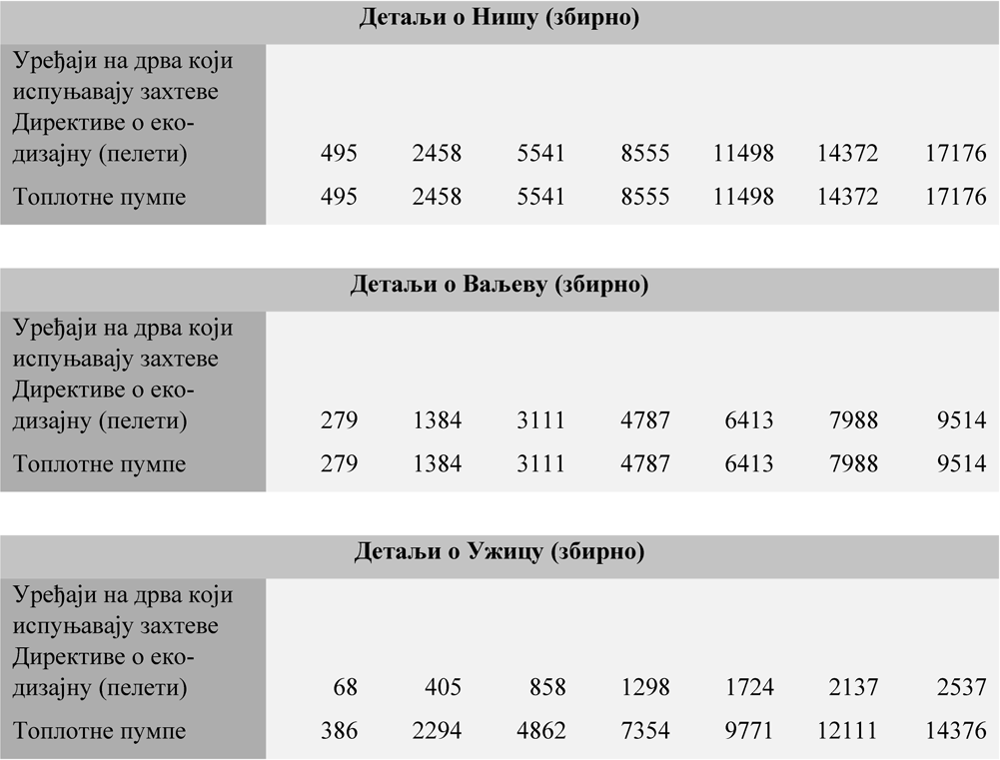 Детаљи о Нишу (збирно)
Уређаји на дрва који
испуњавају захтеве
Директиве о еко-
дизајну (пелети) 495 2458 5541 8555 11498 14372 17176
Топлотне пумпе 495 2458 5541 8555 11498 14372 17176
Детаљи о Ваљеву (збирно)
Уређаји на дрва који
испуњавају захтеве
Директиве о еко-
дизајну (пелети) 279 1384 3111 4787 6413 7988 9514
Топлотне пумпе 279 1384 3111 4787 6413 7988 9514
Детаљи о Ужицу (збирно)
Уређаји на дрва који
испуњавају захтеве
Директиве о еко-
дизајну (пелети) 68 405 858 1298 1724 2137 2537
Топлотне пумпе 386 2294 4862 7354 9771 12111 14376